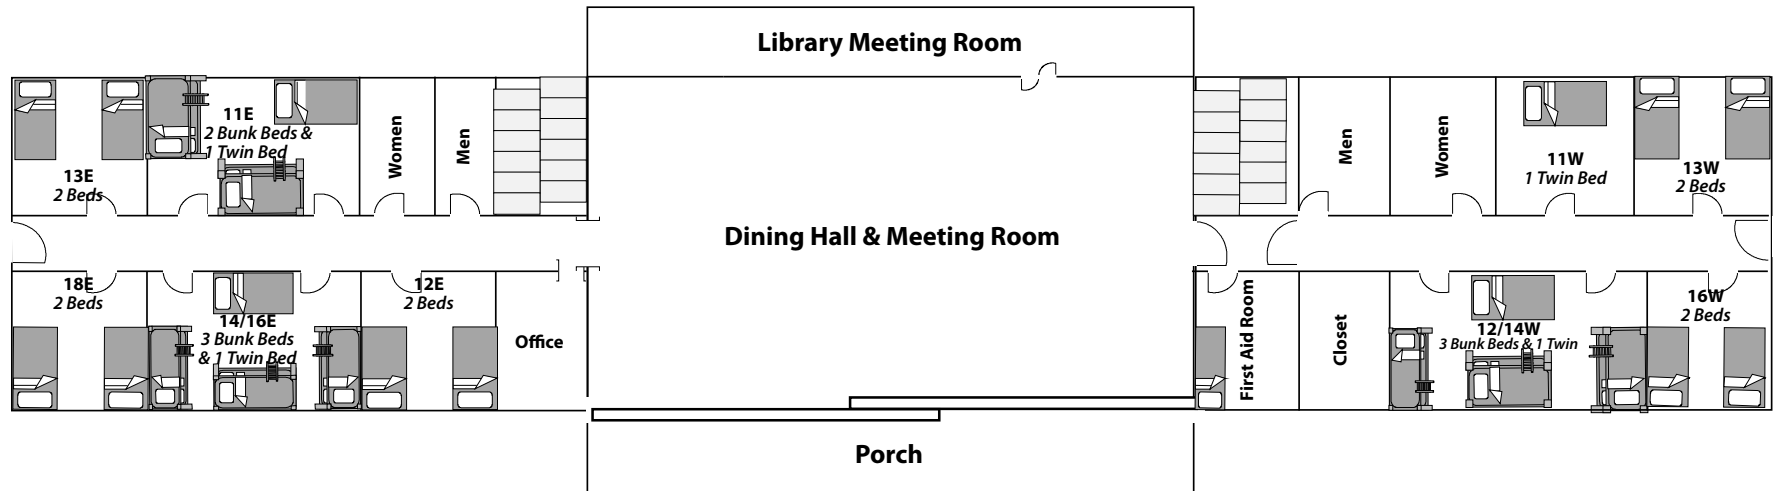 Library Meeting Room
11E
2 Bunk Beds &
1 Twin Bed
Women
Men
Men
Women
11W
1 Twin Bed
13E
2 Beds
13W
2 Beds
Dining Hall & Meeting Room
18E
2 Beds
14/16E
3 Bunk Beds
& 1 Twin Bed
12E
2 Beds
Office
First Aid Room
Closet
12/14W
3 Bunk Beds & 1 Twin
16W
2 Beds
Porch